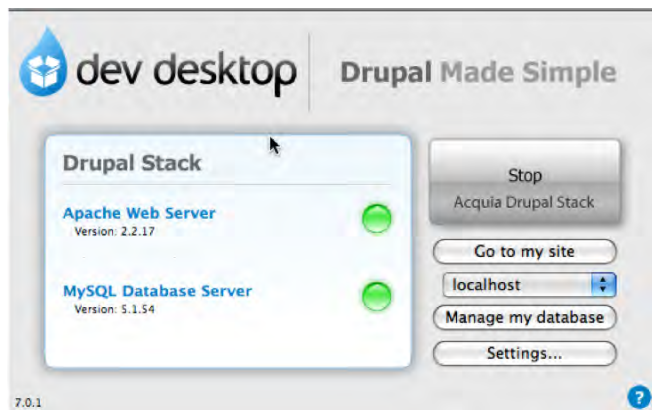 dev desktop
Drupal Made Simple
Drupal Stack
Apache Web Server
Version: 2.2.17
MySQL Database Server
Version: 5.1.54
Stop
Acquia Drupal Stack
Go to my site
localhost
Manage my database
Settings...
7.0.1
?